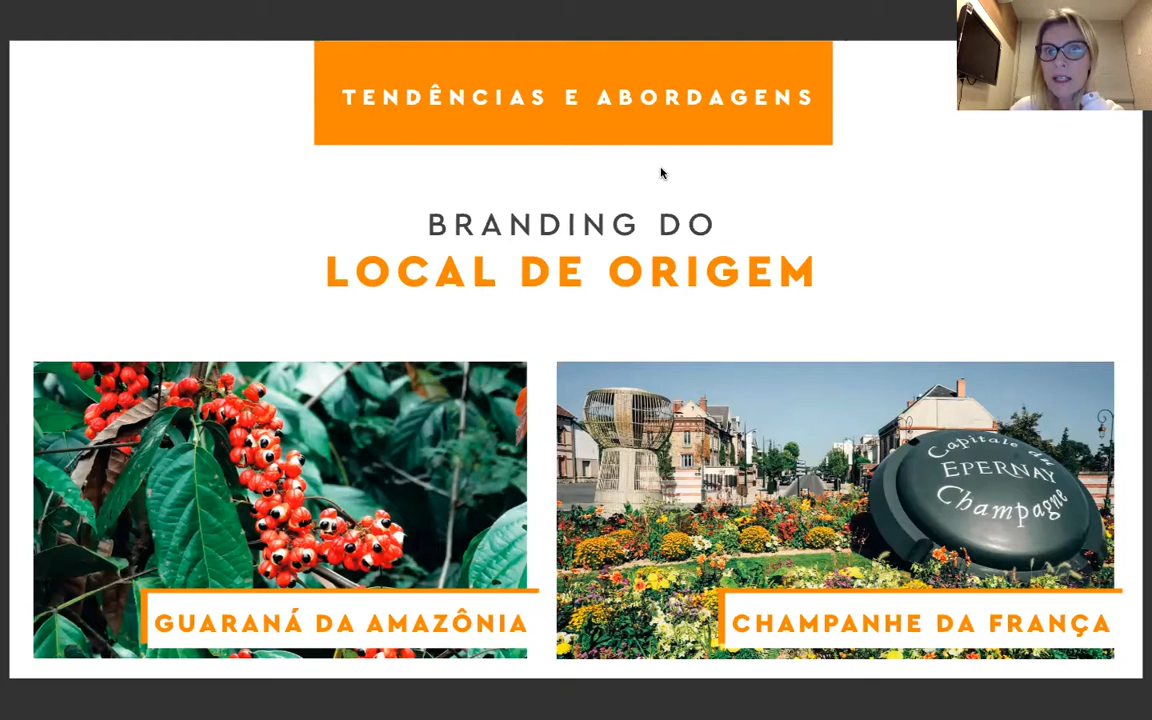 TENDÊNCIAS E ABORDAGENS
BRANDING DO
LOCAL DE ORIGEM
Capitale du
EPERNAY
Champagne
GUARANÁ DA AMAZÔNIA
CHAMPANHE DA FRANÇA